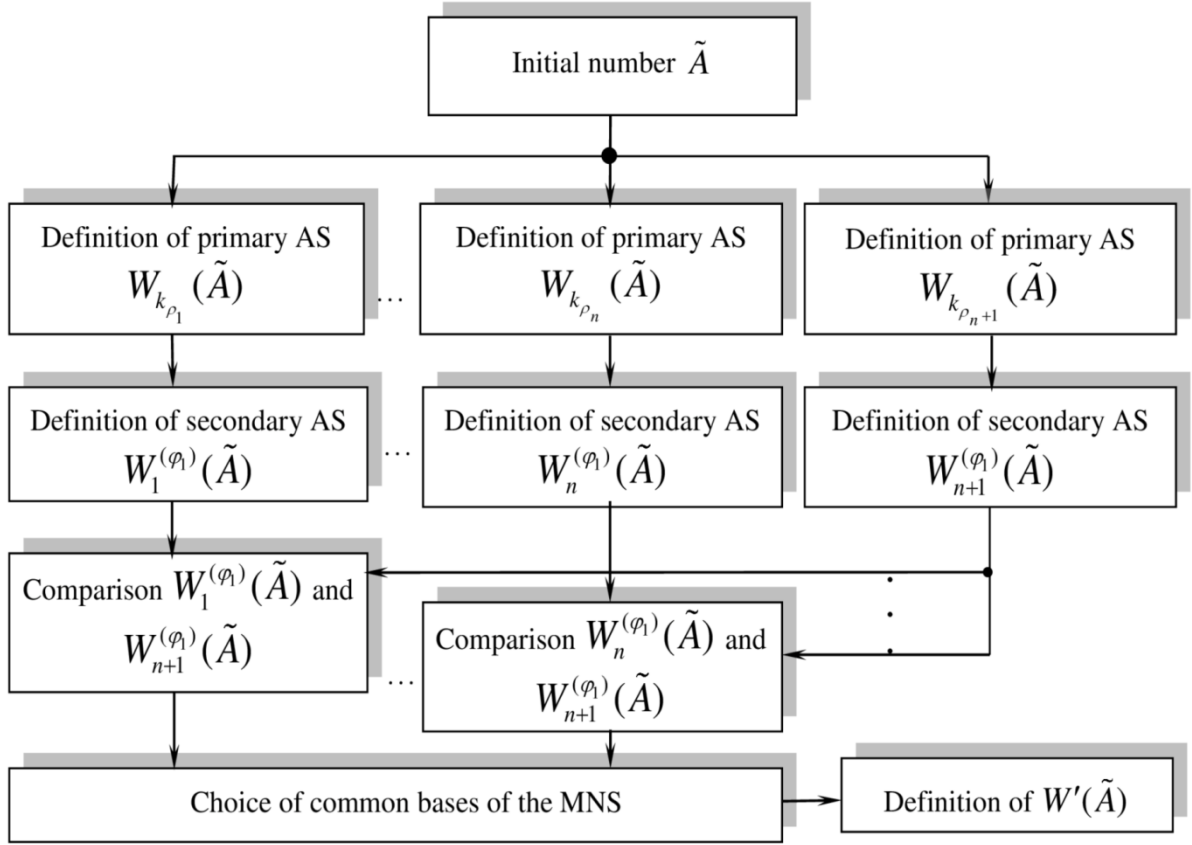 Initial number Ã
Definition of primary AS
W_{k_{ρ_1}}(Ã)
...
Definition of primary AS
W_{k_{ρ_n}}(Ã)
Definition of primary AS
W_{k_{ρ_{n+1}}}(Ã)
Definition of secondary AS
W_1^{(φ_1)}(Ã)
...
Definition of secondary AS
W_n^{(φ_1)}(Ã)
Definition of secondary AS
W_{n+1}^{(φ_1)}(Ã)
Comparison W_1^{(φ_1)}(Ã) and
W_{n+1}^{(φ_1)}(Ã)
...
Comparison W_n^{(φ_1)}(Ã) and
W_{n+1}^{(φ_1)}(Ã)
Choice of common bases of the MNS
Definition of W′(Ã)